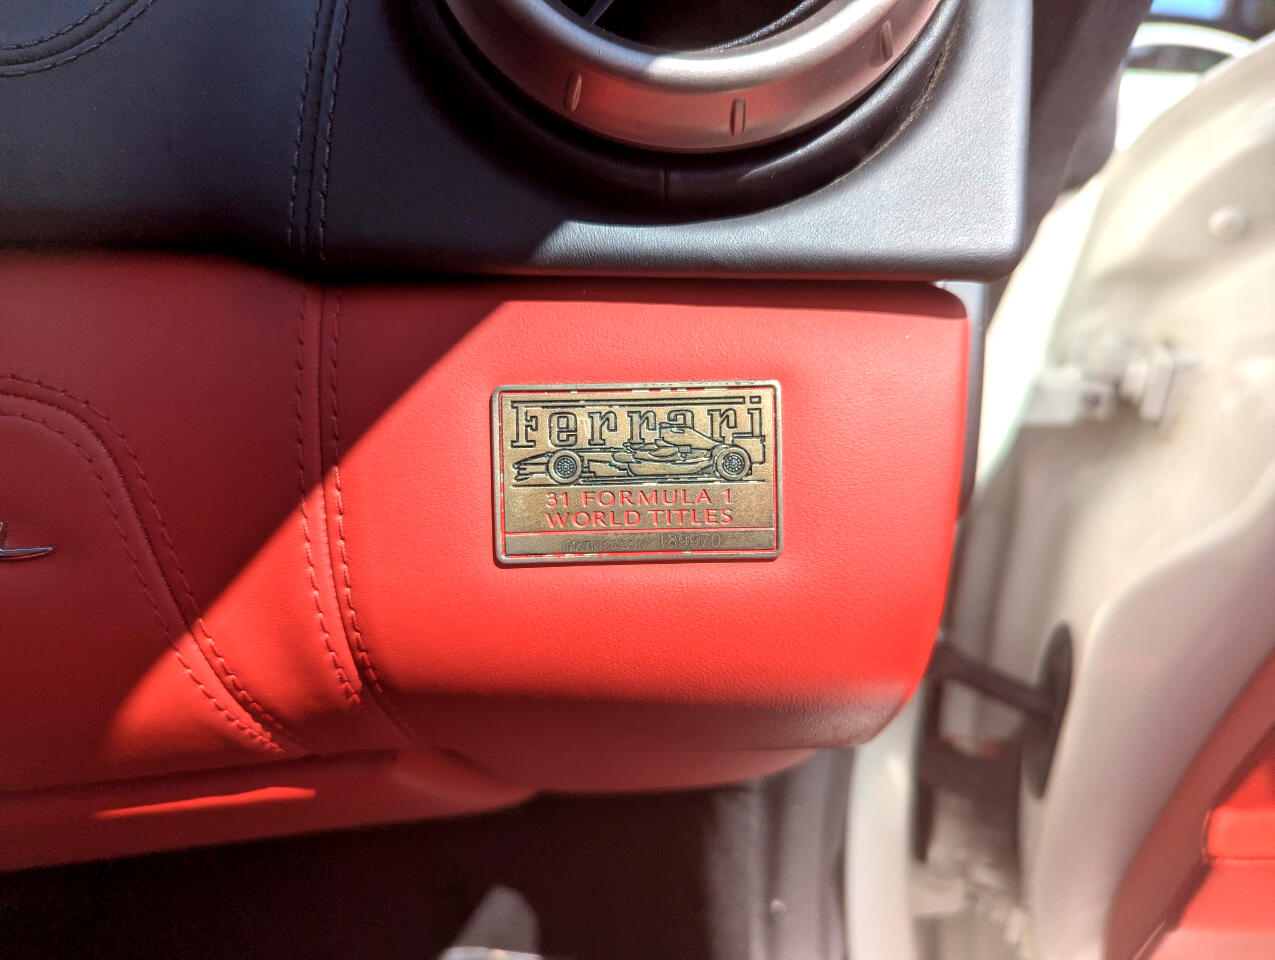 Ferrari
31 FORMULA 1
WORLD TITLES
189970